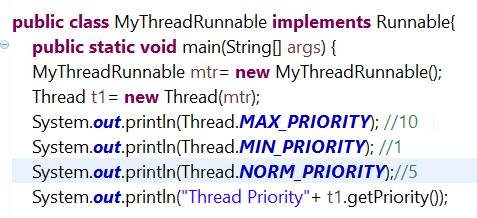 public class MyThreadRunnable implements Runnable{
public static void main(String[] args) {
MyThreadRunnable mtr= new MyThreadRunnable();
Thread t1= new Thread(mtr);
System.out.println(Thread.MAX_PRIORITY); //10
System.out.println(Thread.MIN_PRIORITY); //1
System.out.println(Thread.NORM_PRIORITY);//5
System.out.println("Thread Priority"+ t1.getPriority());